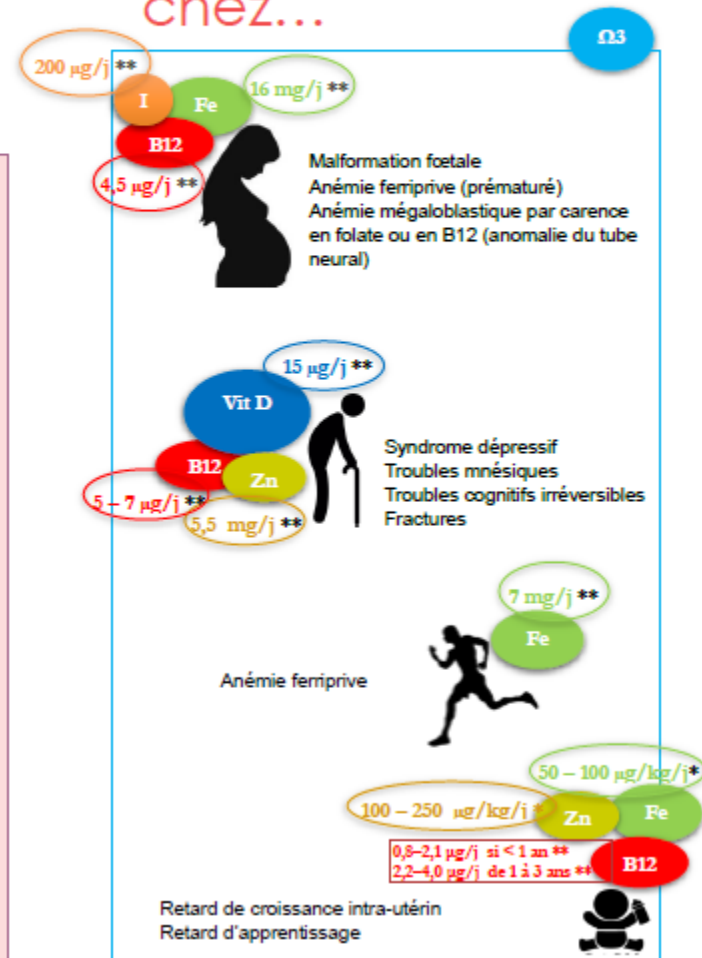 chez…
Ω3
200 µg/j **
I
Fe
16 mg/j **
B12
4,5 µg/j **
Malformation fœtale
Anémie ferriprive (prématuré)
Anémie mégaloblastique par carence
en folate ou en B12 (anomalie du tube
neural)
15 µg/j **
Vit D
B12
Zn
5 – 7 µg/j **
5,5 mg/j **
Syndrome dépressif
Troubles mnésiques
Troubles cognitifs irréversibles
Fractures
7 mg/j **
Fe
Anémie ferriprive
50 – 100 µg/kg/j*
100 – 250 µg/kg/j *
Zn
Fe
0,8–2,1 µg/j si < 1 an **
2,2–4,0 µg/j de 1 à 3 ans **
B12
Retard de croissance intra-utérin
Retard d'apprentissage